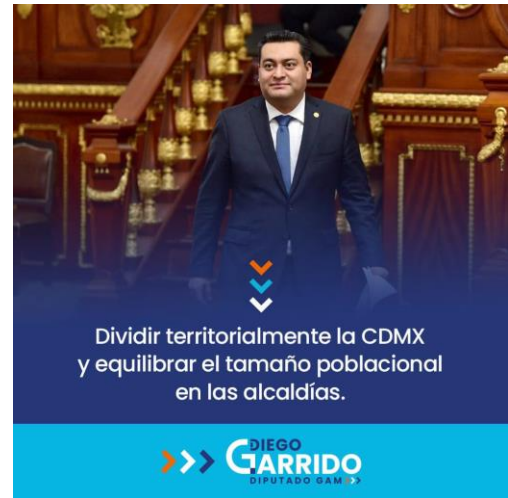 Dividir territorialmente la CDMX
y equilibrar el tamaño poblacional
en las alcaldías.
DIEGO
GARRIDO
DIPUTADO GAM